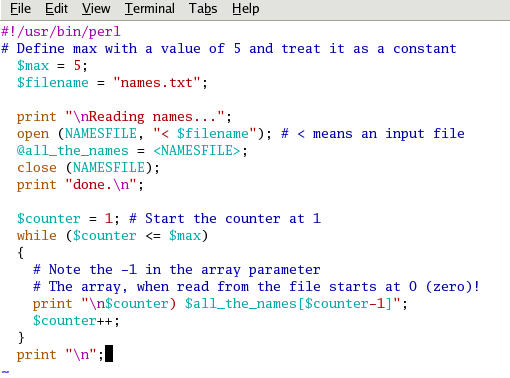 File Edit View Terminal Tabs Help
#!/usr/bin/perl
# Define max with a value of 5 and treat it as a constant
  $max = 5;
  $filename = "names.txt";

  print "\nReading names...";
  open (NAMESFILE, "< $filename"); # < means an input file
  @all_the_names = <NAMESFILE>;
  close (NAMESFILE);
  print "done.\n";

  $counter = 1; # Start the counter at 1
  while ($counter <= $max)
  {
    # Note the -1 in the array parameter
    # The array, when read from the file starts at 0 (zero)!
    print "\n$counter) $all_the_names[$counter-1]";
    $counter++;
  }
  print "\n";
~